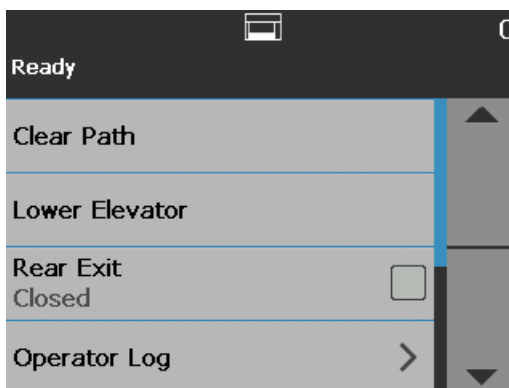 Ready
Clear Path
Lower Elevator
Rear Exit
Closed
Operator Log